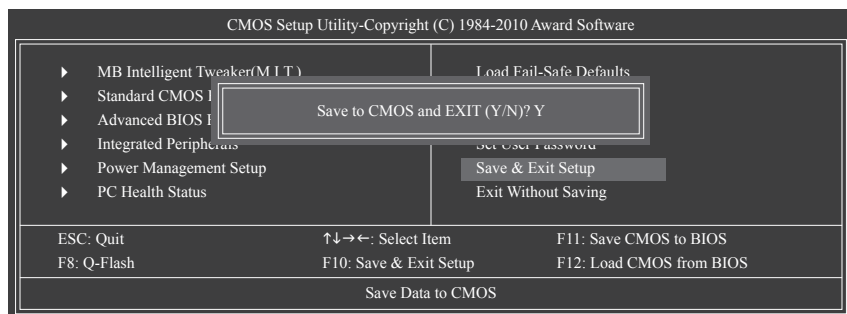 CMOS Setup Utility-Copyright (C) 1984-2010 Award Software
MB Intelligent Tweaker(M.I.T.)
Standard CMOS
Advanced BIOS
Integrated Peripherals
Power Management Setup
PC Health Status
Load Fail-Safe Defaults
Set User Password
Save & Exit Setup
Exit Without Saving
Save to CMOS and EXIT (Y/N)? Y
ESC: Quit
↑↓→←: Select Item
F11: Save CMOS to BIOS
F8: Q-Flash
F10: Save & Exit Setup
F12: Load CMOS from BIOS
Save Data to CMOS